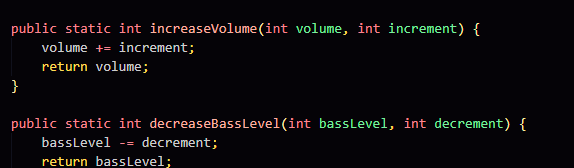 public static int increaseVolume(int volume, int increment) {
    volume += increment;
    return volume;
}
public static int decreaseBassLevel(int bassLevel, int decrement) {
    bassLevel -= decrement;
    return bassLevel;